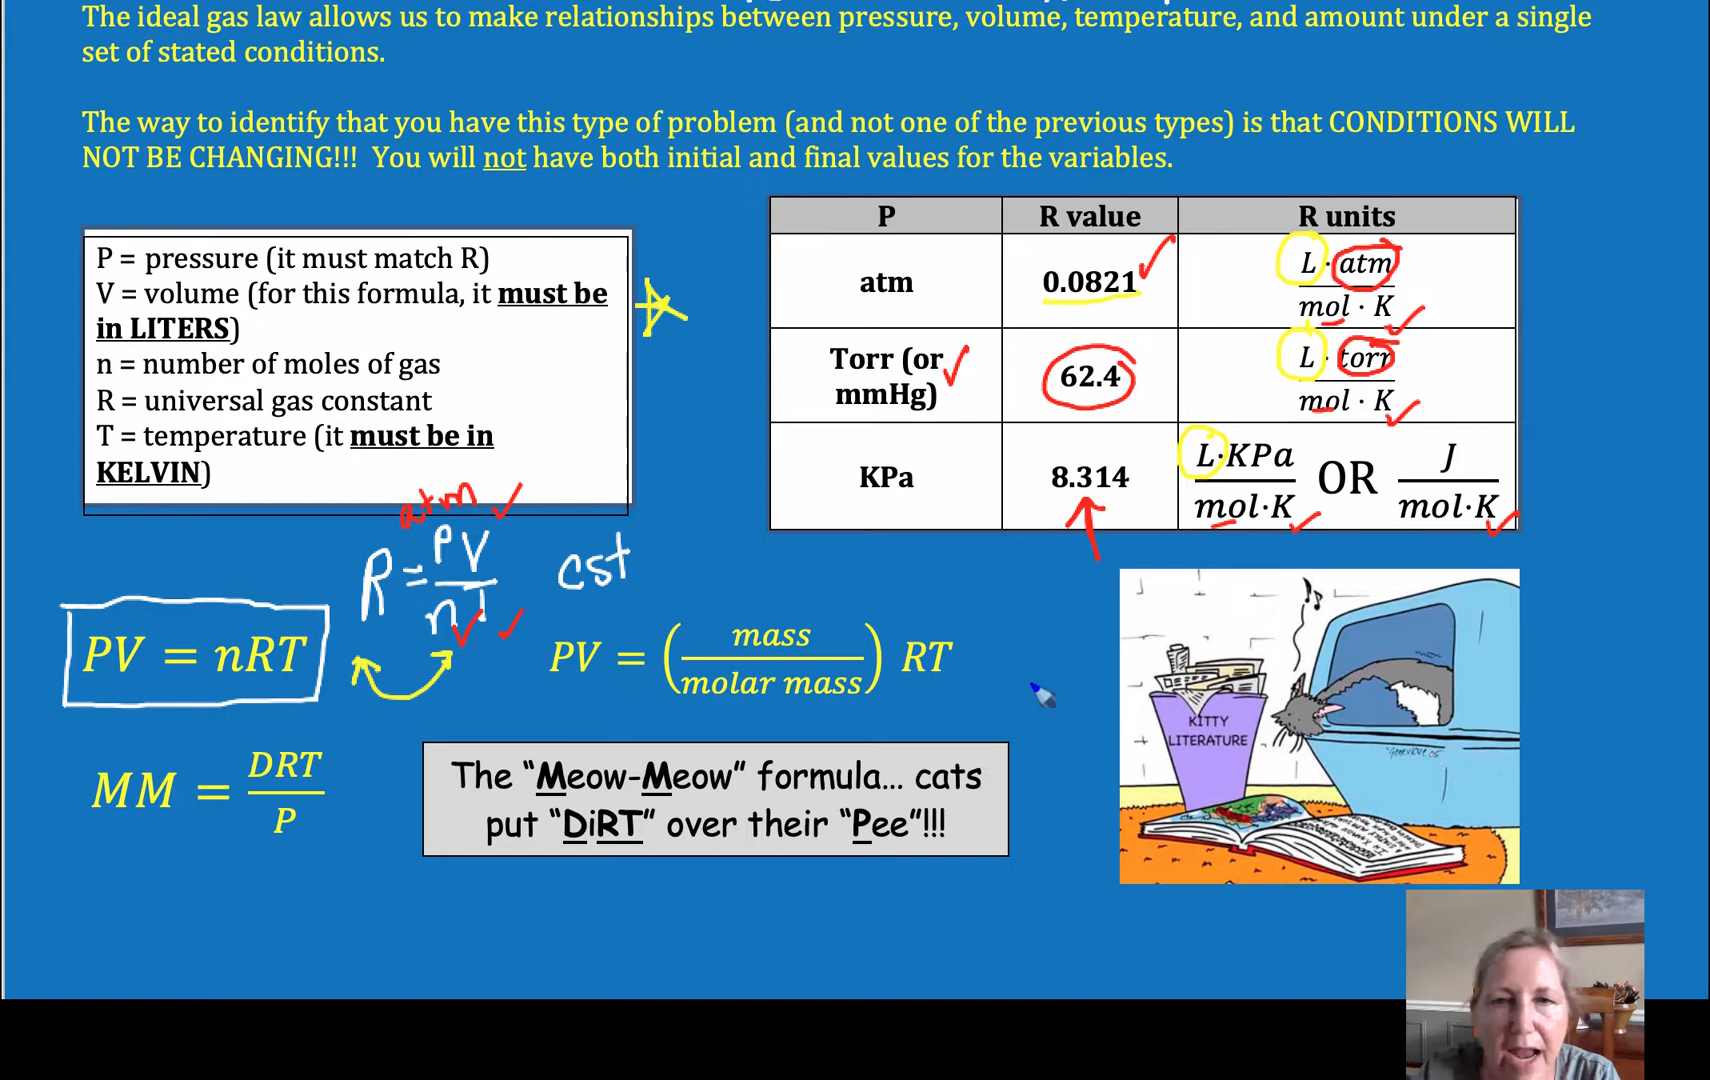 The ideal gas law allows us to make relationships between pressure, volume, temperature, and amount under a single
set of stated conditions.
The way to identify that you have this type of problem (and not one of the previous types) is that CONDITIONS WILL
NOT BE CHANGING!!!  You will not have both initial and final values for the variables.
P = pressure (it must match R)
V = volume (for this formula, it must be
in LITERS)
n = number of moles of gas
R = universal gas constant
T = temperature (it must be in
KELVIN)
P R value R units
atm 0.0821 L · atm / mol · K
Torr (or
mmHg) 62.4 L · torr / mol · K
KPa 8.314 L·KPa / mol·K OR J / mol·K
atm
R = PV / nT cst
PV = nRT
PV = (mass / molar mass) RT
MM = DRT / P
The “Meow-Meow” formula... cats
put “DiRT” over their “Pee”!!!
KITTY
LITERATURE